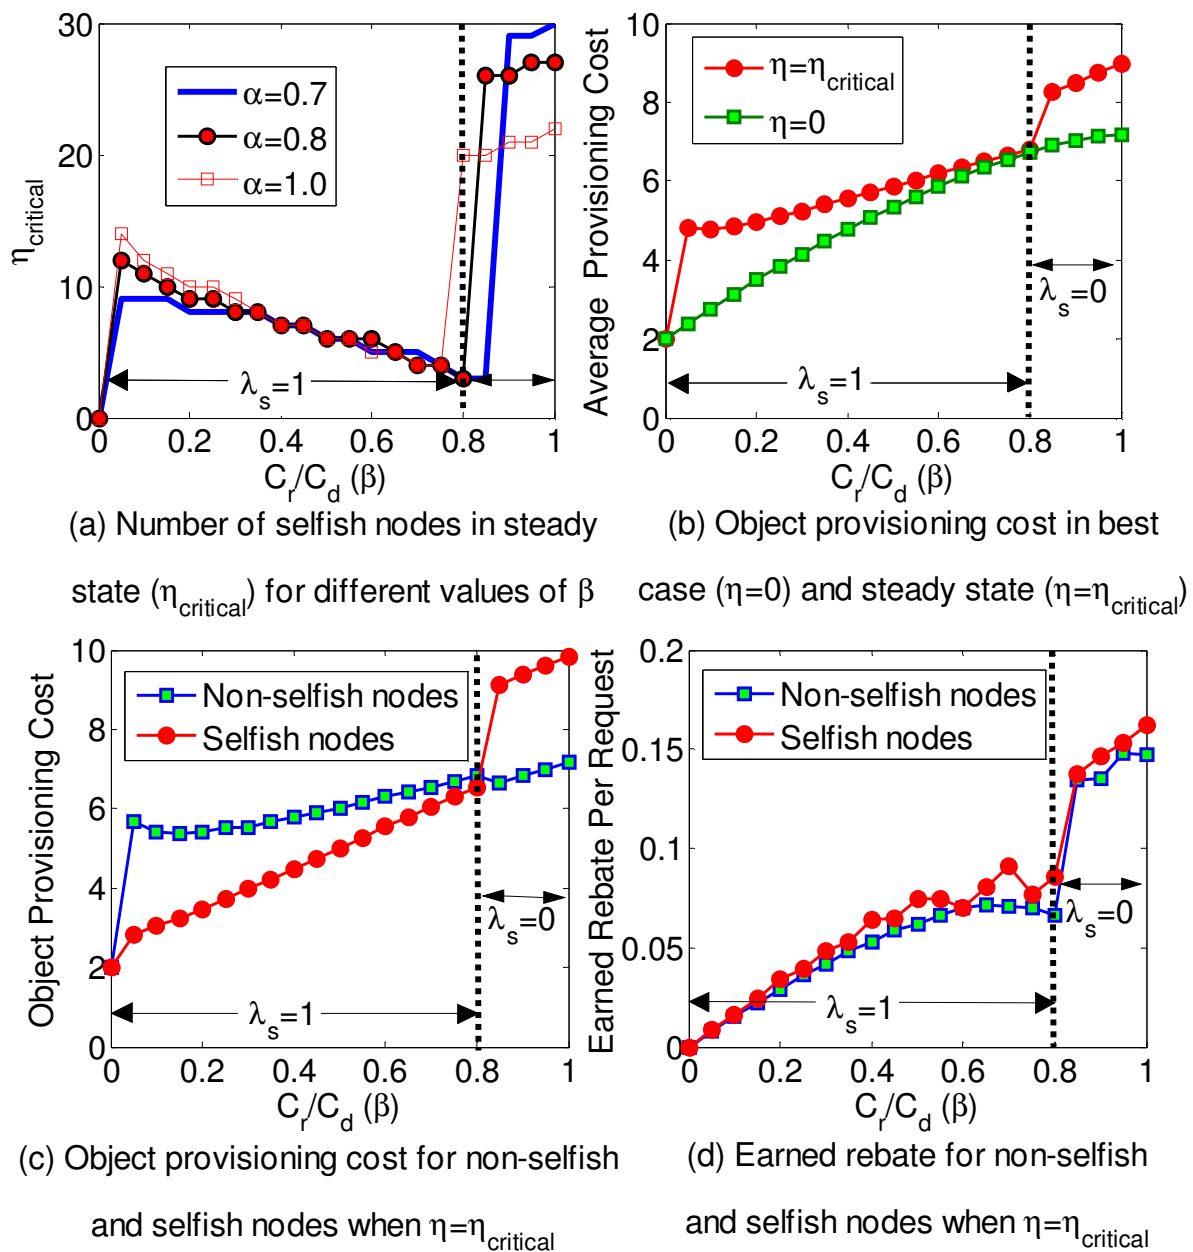 30
20
10
0
η_critical
α=0.7
α=0.8
α=1.0
λ_s=1
0 0.2 0.4 0.6 0.8 1
C_r/C_d (β)
(a) Number of selfish nodes in steady
state (η_critical) for different values of β
10
8
6
4
2
0
Average Provisioning Cost
η=η_critical
η=0
λ_s=0
λ_s=1
0 0.2 0.4 0.6 0.8 1
C_r/C_d (β)
(b) Object provisioning cost in best
case (η=0) and steady state (η=η_critical)
10
8
6
4
2
0
Object Provisioning Cost
Non-selfish nodes
Selfish nodes
λ_s=0
λ_s=1
0 0.2 0.4 0.6 0.8 1
C_r/C_d (β)
(c) Object provisioning cost for non-selfish
and selfish nodes when η=η_critical
0.2
0.15
0.1
0.05
0
Earned Rebate Per Request
Non-selfish nodes
Selfish nodes
λ_s=0
λ_s=1
0 0.2 0.4 0.6 0.8 1
C_r/C_d (β)
(d) Earned rebate for non-selfish
and selfish nodes when η=η_critical